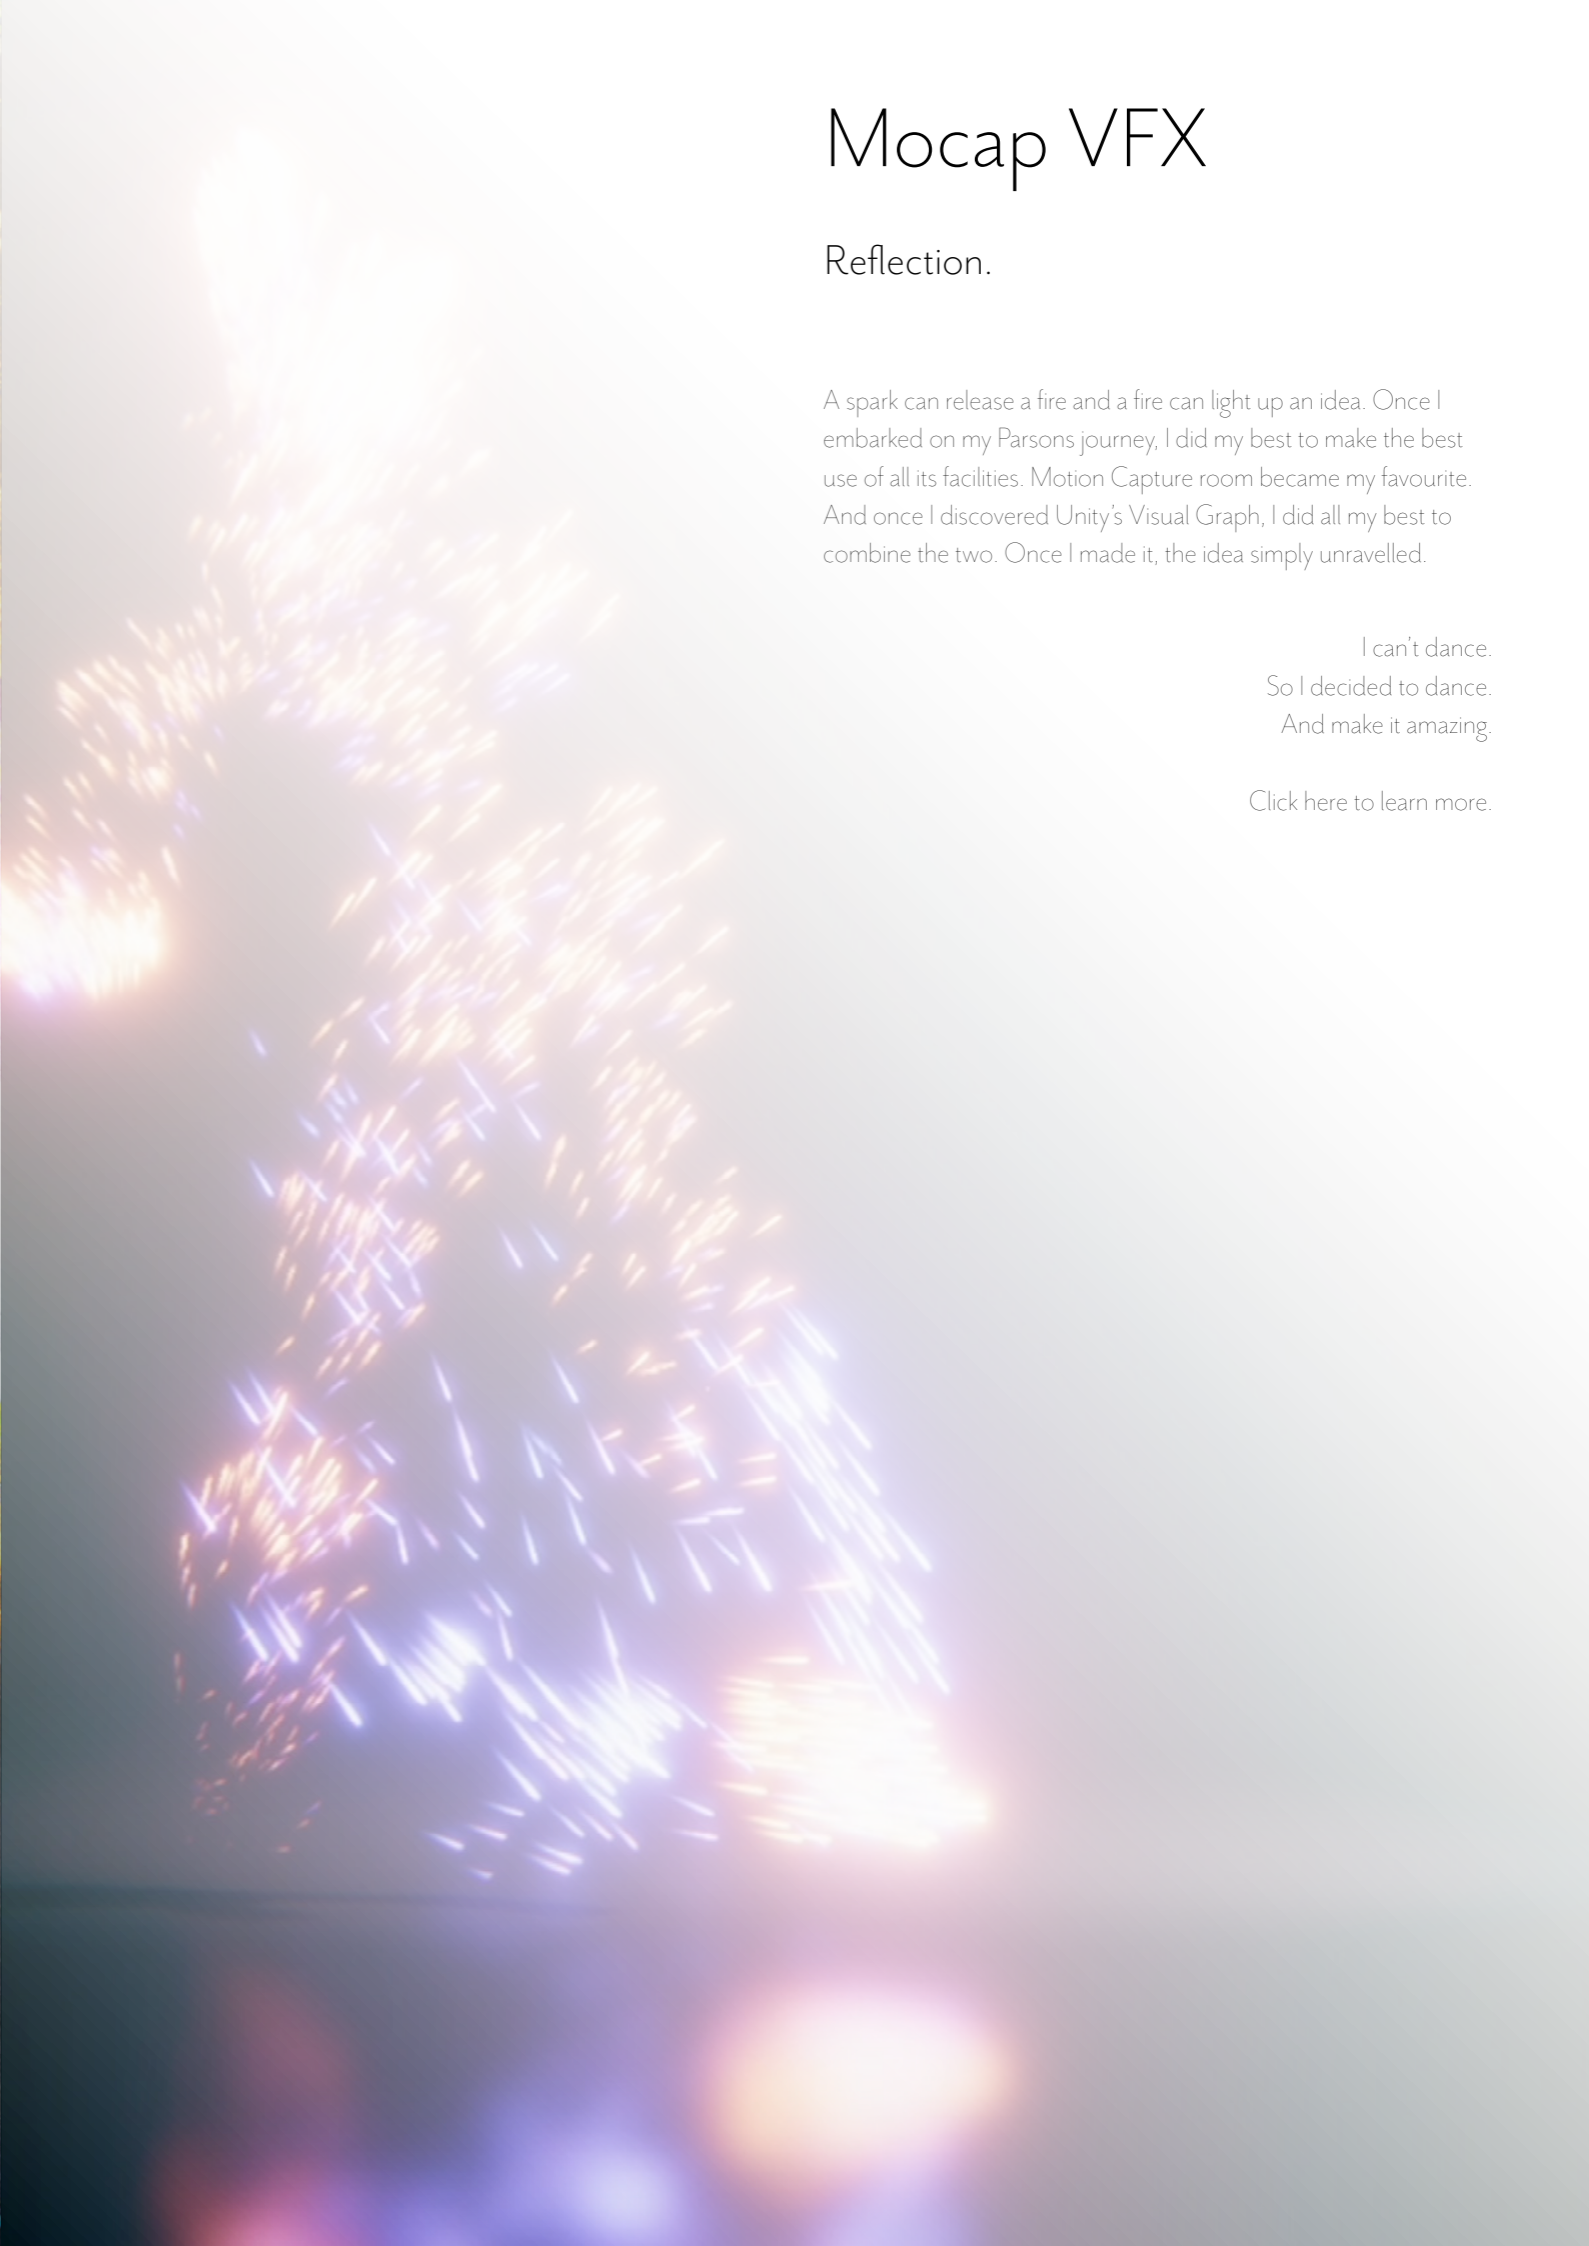 Mocap VFX
Reflection.
A spark can release a fire and a fire can light up an idea. Once I
embarked on my Parsons journey, I did my best to make the best
use of all its facilities. Motion Capture room became my favourite.
And once I discovered Unity's Visual Graph, I did all my best to
combine the two. Once I made it, the idea simply unravelled.
I can't dance.
So I decided to dance.
And make it amazing.
Click here to learn more.